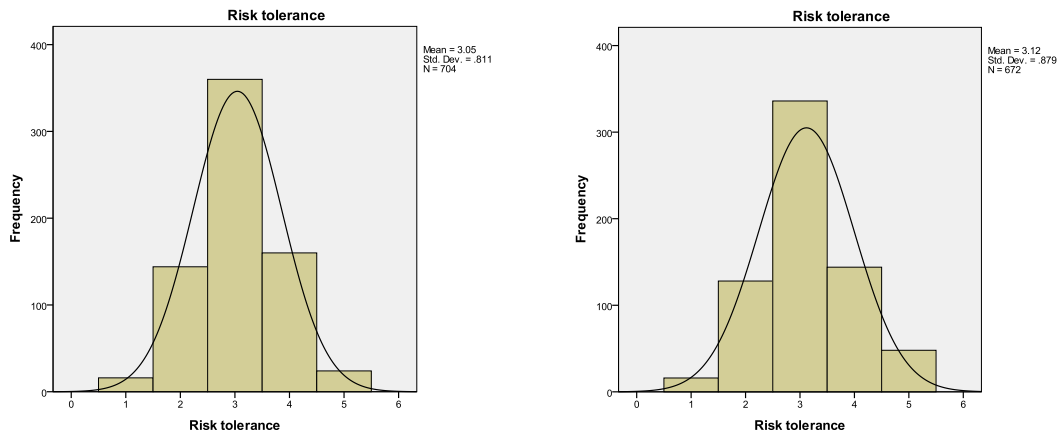 Risk tolerance
400
300
200
100
0
Frequency
0 1 2 3 4 5 6
Risk tolerance
Mean = 3.05
Std. Dev. = .811
N = 704
Risk tolerance
400
300
200
100
0
Frequency
0 1 2 3 4 5 6
Risk tolerance
Mean = 3.12
Std. Dev. = .879
N = 672